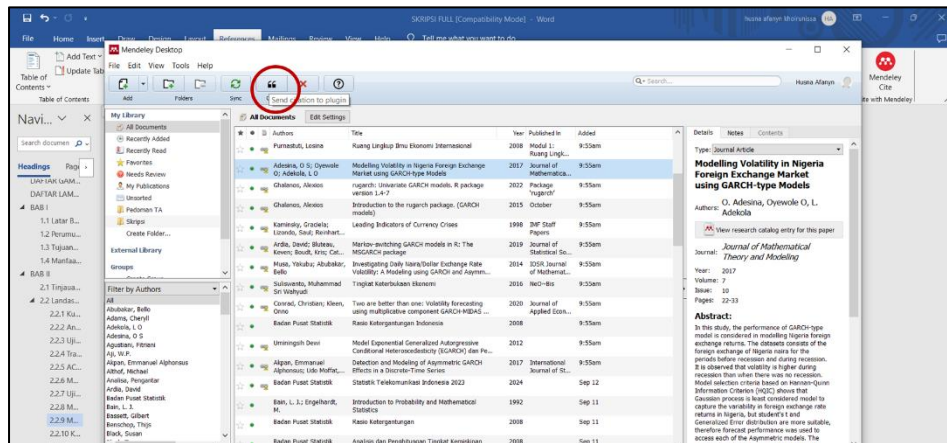 SKRIPSI FULL [Compatibility Mode] - Word
husna afanyn khoirunissa HA
File Home Insert Draw Design Layout References Mailings Review View Help Tell me what you want to do
Table of Contents
Add Text
Update Tab
Table of Contents
Mendeley Cite
Mendeley Desktop
File Edit View Tools Help
Add Folders Sync
Send citation to plugin
Search...
Husna Afanyn
Navi...
Search documen
Headings Page
DAFTAR GAM...
DAFTAR LAM...
BAB I
1.1 Latar B...
1.2 Perumu...
1.3 Tujuan...
1.4 Manfaa...
BAB II
2.1 Tinjaua...
2.2 Landas...
2.2.1 Ku...
2.2.2 An...
2.2.3 Uji...
2.2.4 Tra...
2.2.5 AC...
2.2.6 M...
2.2.7 Uji...
2.2.8 M...
2.2.9 M...
2.2.10 K...
My Library
All Documents
Recently Added
Recently Read
Favorites
Needs Review
My Publications
Unsorted
Pedoman TA
Skripsi
Create Folder...
External Library
Groups
Filter by Authors
All
Abubakar, Bello
Adams, Cheryl
Adekola, L O
Adesina, O S
Agustiani, Fitriani
Aji, W.P.
Akpan, Emmanuel Alphonsus
Althof, Michael
Analisa, Pengantar
Ardia, David
Badan Pusat Statistik
Bain, L. J.
Bassett, Gilbert
Benschop, Thijs
Black, Susan
All Documents Edit Settings
Authors Title Year Published In Added
Purnastuti, Losina Ruang Lingkup Ilmu Ekonomi Internasional 2008 Modul 1: Ruang Lingk... 9:55am
Adesina, O S; Oyewole O; Adekola, L O Modelling Volatility in Nigeria Foreign Exchange Market using GARCH-type Models 2017 Journal of Mathematica... 9:55am
Ghalanos, Alexios rugarch: Univariate GARCH models, R package version 1.4-7 2022 Package 'rugarch' 9:55am
Ghalanos, Alexios Introduction to the rugarch package. (GARCH models) 2015 October 9:55am
Kaminsky, Graciela; Lizondo, Saul; Reinhart... Leading Indicators of Currency Crises 1998 IMF Staff Papers 9:55am
Ardia, David; Bluteau, Keven; Boudt, Kris; Cat... Markov-switching GARCH models in R: The MSGARCH package 2019 Journal of Statistical So... 9:55am
Musa, Yakubu; Abubakar, Bello Investigating Daily Naira/Dollar Exchange Rate Volatility: A Modeling using GARCH and Asymm... 2014 IOSR Journal of Mathemat... 9:55am
Suliswanto, Muhammad Sri Wahyudi Tingkat Keterbukaan Ekonomi 2016 NeO~Bis 9:55am
Conrad, Christian; Kleen, Onno Two are better than one: Volatility forecasting using multiplicative component GARCH-MIDAS ... 2020 Journal of Applied Econ... 9:55am
Badan Pusat Statistik Rasio Ketergantungan Indonesia 2008 9:55am
Uminingsih Dewi Model Exponential Generalized Autoregressive Conditional Heteroscedesticity (EGARCH) dan Pe... 2012 9:55am
Akpan, Emmanuel Alphonsus; Udo Moffat,... Detection and Modeling of Asymmetric GARCH Effects in a Discrete-Time Series 2017 International Journal of St... 9:55am
Badan Pusat Statistik Statistik Telekomunikasi Indonesia 2023 2024 Sep 12
Bain, L. J.; Engelhardt, M. Introduction to Probability and Mathematical Statistics 1992 Sep 11
Badan Pusat Statistik Rasio Ketergantungan 2008 Sep 11
Badan Pusat Statistik Analisis dan Penghitungan Tingkat Kemiskinan 2008 Sep 11
Details Notes Contents
Type: Journal Article
Modelling Volatility in Nigeria
Foreign Exchange Market
using GARCH-type Models
Authors: O. Adesina, Oyewole O, L.
Adekola
View research catalog entry for this paper
Journal: Journal of Mathematical
Theory and Modeling
Year: 2017
Volume: 7
Issue: 10
Pages: 22-33
Abstract:
In this study, the performance of GARCH-type
model is considered in modelling Nigeria foreign
exchange returns. The datasets consists of the
foreign exchange of Nigeria naira for the
periods before recession and during recession.
It is observed that volatility is higher during
recession than when there was no recession.
Model selection criteria based on Hannan-Quinn
Information Criterion (HQIC) shows that
Gaussian process is least considered model to
capture the variability in foreign exchange rate
returns in Nigeria, but student's t and
Generalized Error distribution are more suitable,
therefore forecast performance was used to
access each of the Asymmetric models. The